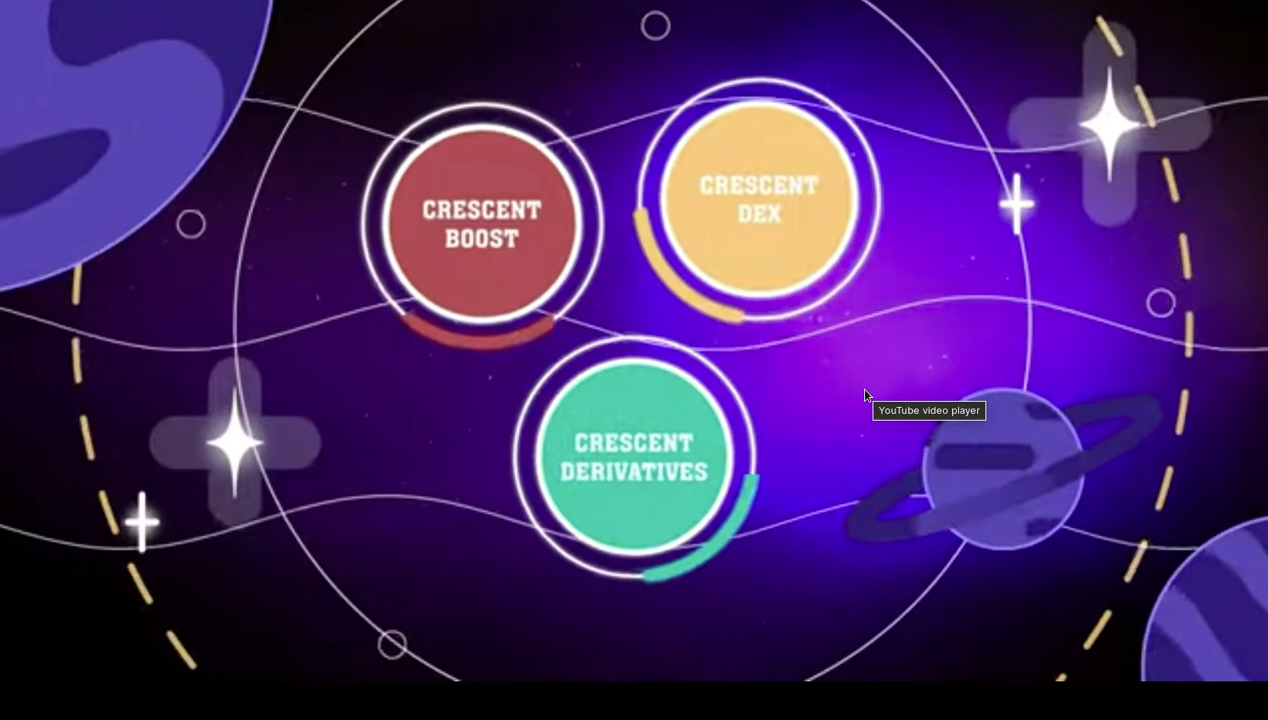 CRESCENT
BOOST
CRESCENT
DEX
CRESCENT
DERIVATIVES
YouTube video player